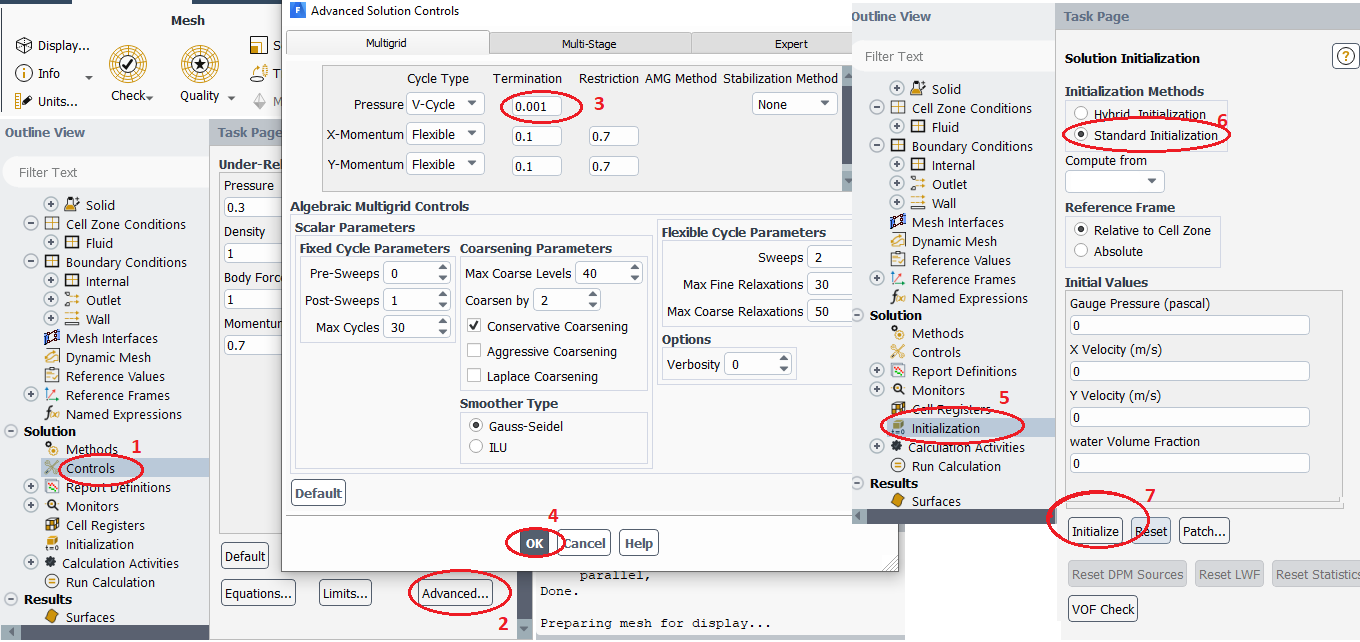 Mesh
Display...
Info
Units...
Check
Quality
Outline View
Filter Text
Solid
Cell Zone Conditions
Fluid
Boundary Conditions
Internal
Outlet
Wall
Mesh Interfaces
Dynamic Mesh
Reference Values
Reference Frames
Named Expressions
Solution
Methods
1
Controls
Report Definitions
Monitors
Cell Registers
Initialization
Calculation Activities
Run Calculation
Results
Surfaces
Task Page
Under-Rel
Pressure
0.3
Density
1
Body Force
1
Momentum
0.7
Default
Equations...
Limits...
Advanced...
2
Advanced Solution Controls
Multigrid
Multi-Stage
Expert
Cycle Type
Termination
Restriction
AMG Method
Stabilization Method
Pressure
V-Cycle
0.001
3
None
X-Momentum
Flexible
0.1
0.7
Y-Momentum
Flexible
0.1
0.7
Algebraic Multigrid Controls
Scalar Parameters
Fixed Cycle Parameters
Pre-Sweeps
0
Post-Sweeps
1
Max Cycles
30
Coarsening Parameters
Max Coarse Levels
40
Coarsen by
2
Conservative Coarsening
Aggressive Coarsening
Laplace Coarsening
Smoother Type
Gauss-Seidel
ILU
Flexible Cycle Parameters
Sweeps
2
Max Fine Relaxations
30
Max Coarse Relaxations
50
Options
Verbosity
0
Default
4
OK
Cancel
Help
parallel,
Done.
Preparing mesh for display...
Outline View
Filter Text
Solid
Cell Zone Conditions
Fluid
Boundary Conditions
Internal
Outlet
Wall
Mesh Interfaces
Dynamic Mesh
Reference Values
Reference Frames
Named Expressions
Solution
Methods
Controls
Report Definitions
Monitors
5
Cell Registers
Initialization
Calculation Activities
Run Calculation
Results
Surfaces
Task Page
Solution Initialization
?
Initialization Methods
Hybrid Initialization
6
Standard Initialization
Compute from
Reference Frame
Relative to Cell Zone
Absolute
Initial Values
Gauge Pressure (pascal)
0
X Velocity (m/s)
0
Y Velocity (m/s)
0
water Volume Fraction
0
7
Initialize
Reset
Patch...
Reset DPM Sources
Reset LWF
Reset Statistics
VOF Check